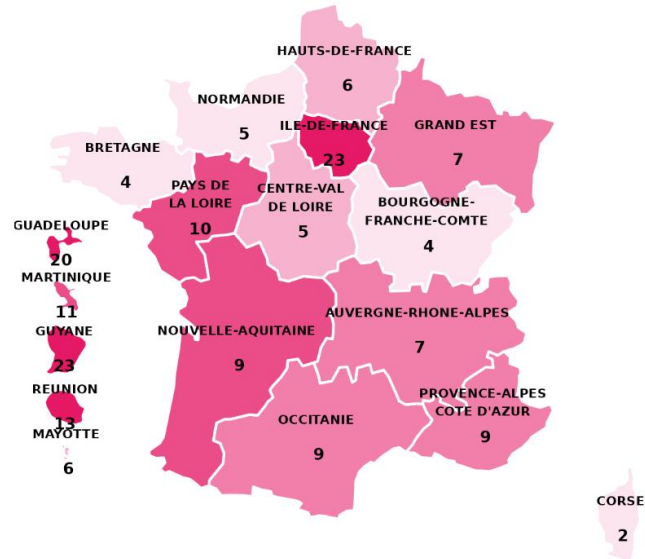 HAUTS-DE-FRANCE
6
NORMANDIE
5
ILE-DE-FRANCE
23
GRAND EST
7
BRETAGNE
4
PAYS DE
LA LOIRE
10
CENTRE-VAL
DE LOIRE
5
BOURGOGNE-
FRANCHE-COMTE
4
GUADELOUPE
20
MARTINIQUE
11
GUYANE
23
REUNION
13
MAYOTTE
6
NOUVELLE-AQUITAINE
9
AUVERGNE-RHONE-ALPES
7
OCCITANIE
9
PROVENCE-ALPES
COTE D'AZUR
9
CORSE
2